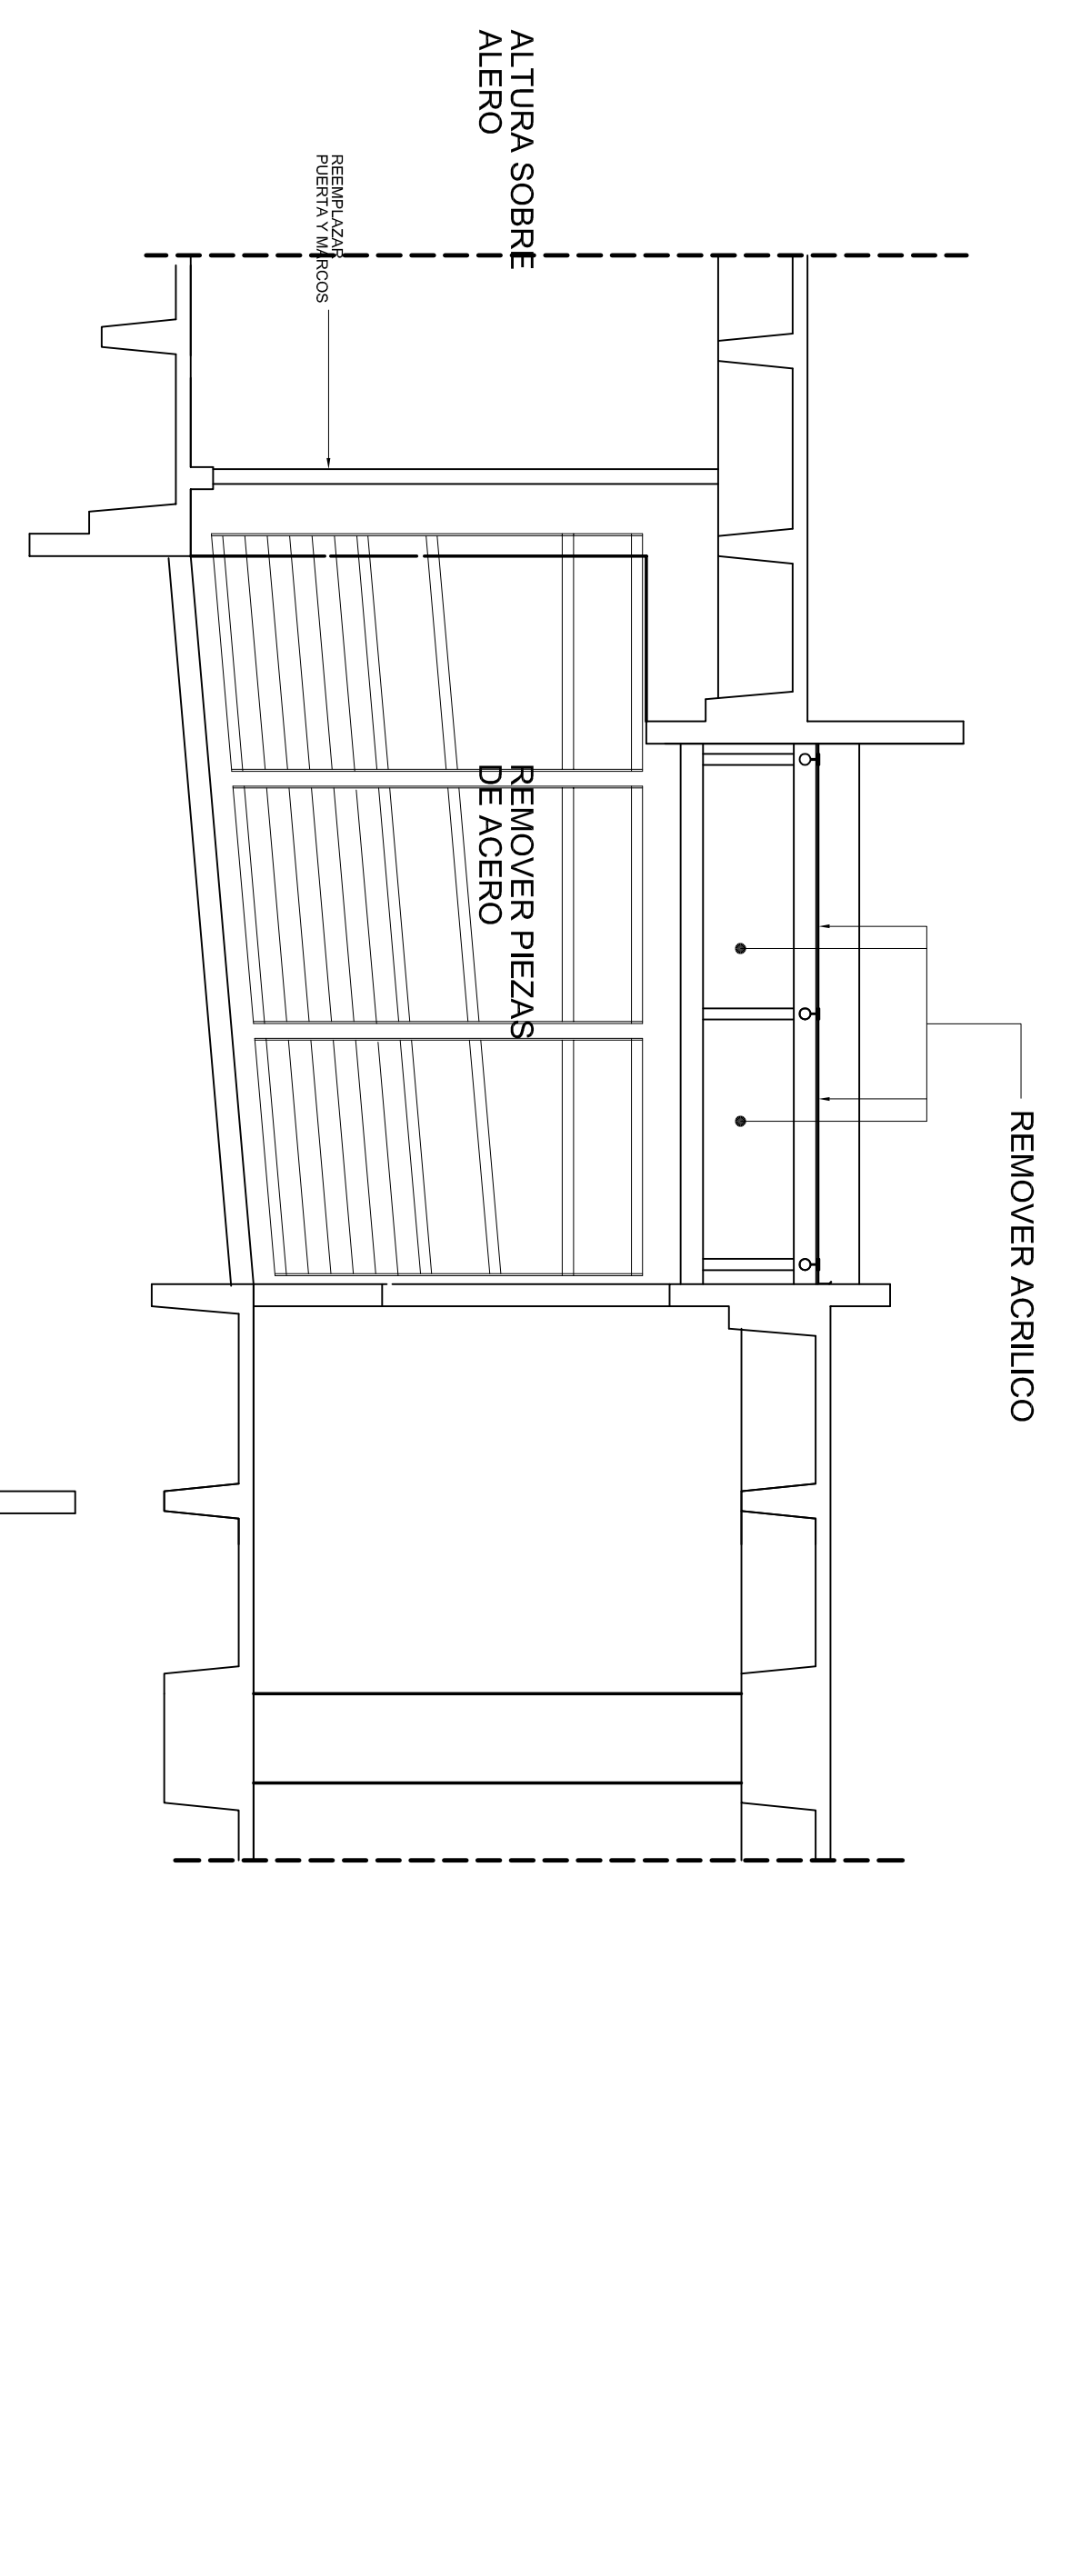 ALTURA SOBRE
ALERO
REEMPLAZAR
PUERTA Y MARCOS
REMOVER PIEZAS
DE ACERO
REMOVER ACRILICO